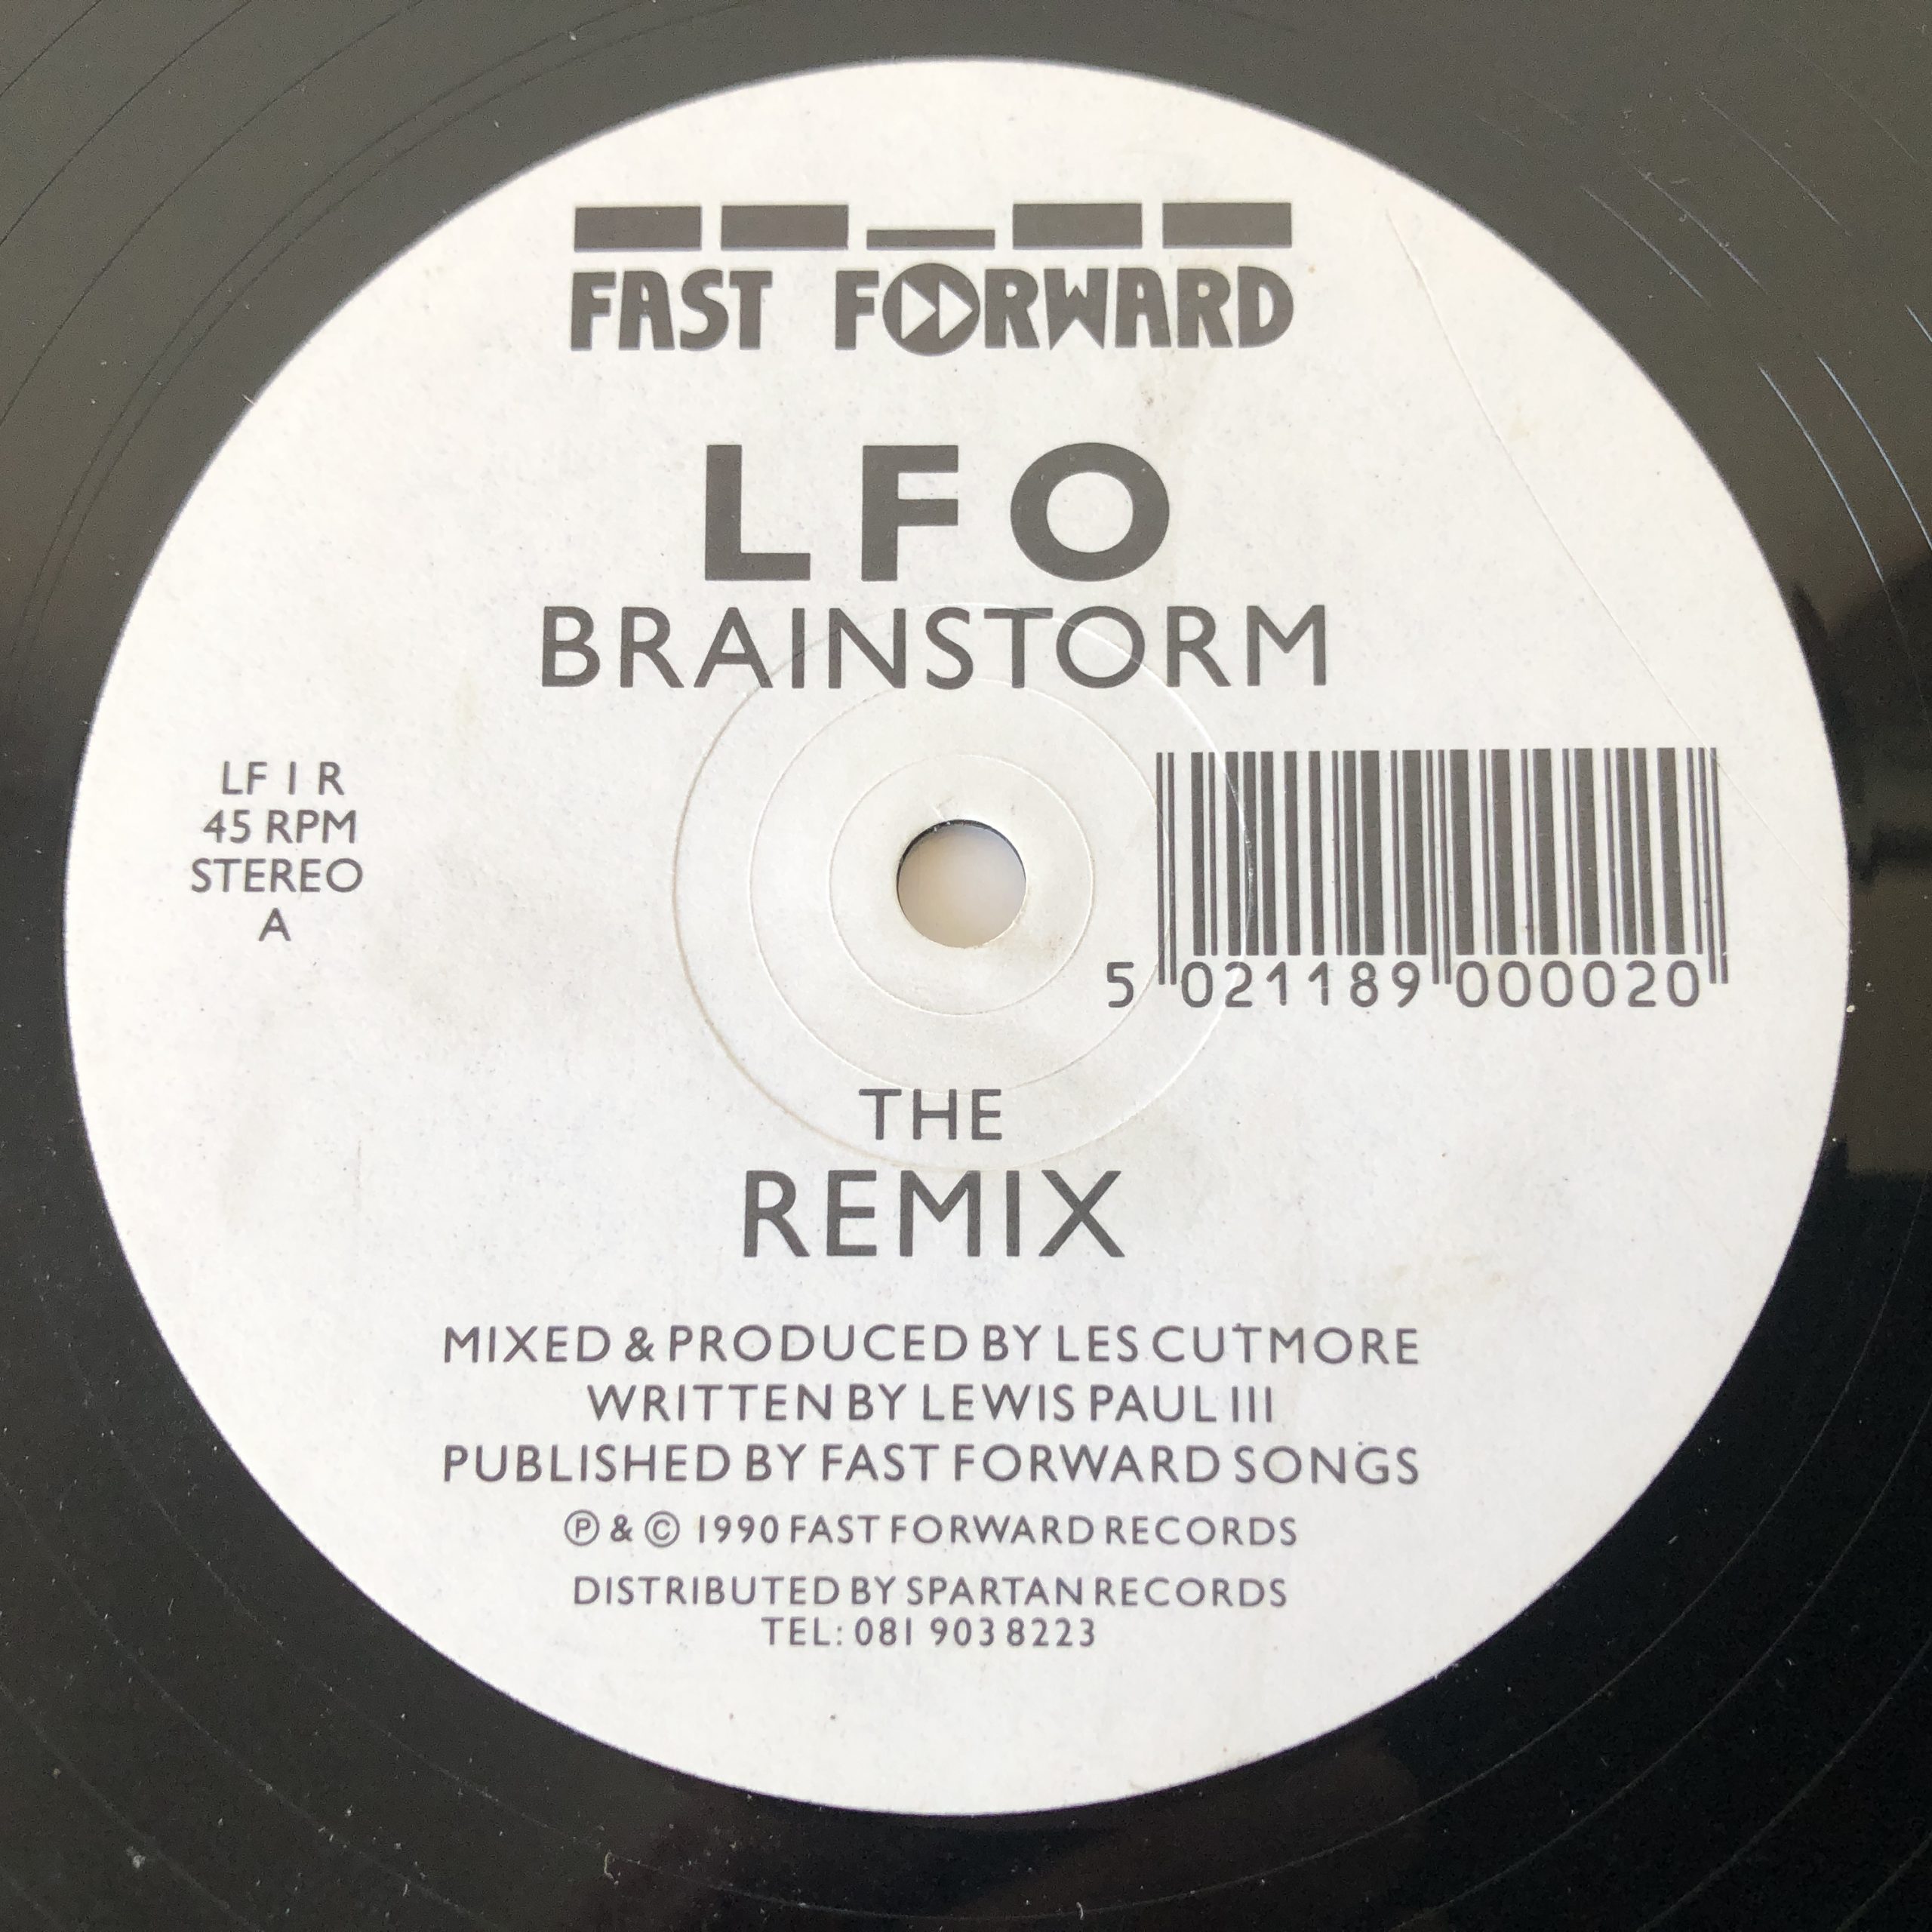 FAST FORWARD
LFO
BRAINSTORM
LF 1 R
45 RPM
STEREO
A
5 021189 000020
THE
REMIX
MIXED & PRODUCED BY LES CUTMORE
WRITTEN BY LEWIS PAUL III
PUBLISHED BY FAST FORWARD SONGS
℗ & © 1990 FAST FORWARD RECORDS
DISTRIBUTED BY SPARTAN RECORDS
TEL: 081 903 8223